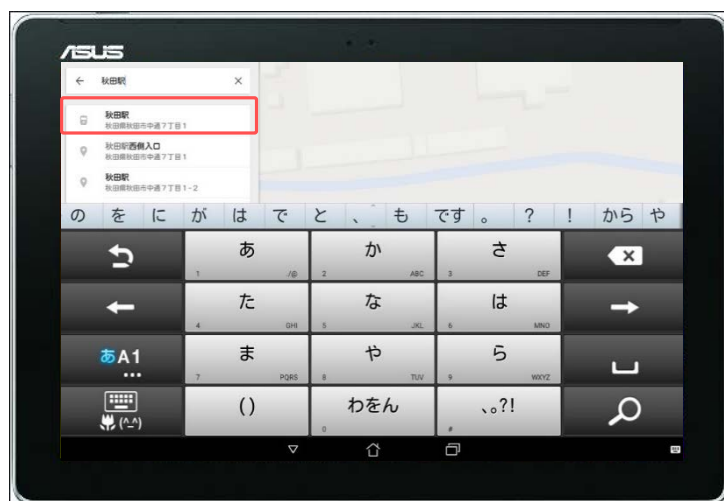 ASUS
秋田駅
秋田駅
秋田県秋田市中通7丁目1
秋田駅西側入口
秋田県秋田市中通7丁目1
秋田駅
秋田県秋田市中通7丁目1-2
の を に が は で と 、 も です 。 ? ! から や
あ か さ
1 ./@ 2 ABC 3 DEF
た な は
4 GHI 5 JKL 6 MNO
あA1 ま や ら
7 PQRS 8 TUV 9 WXYZ
(^_^) () わをん 、。?!
0 #